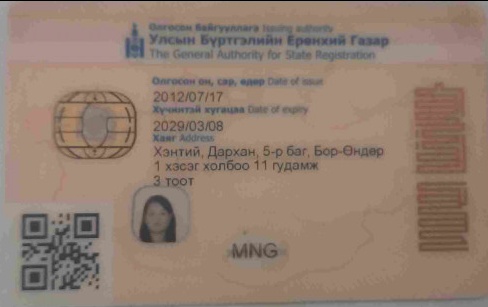 Олгосон байгууллага Issuing authority
Улсын Бүртгэлийн Ерөнхий Газар
The General Authority for State Registration
Олгосон он, сар, өдөр Date of issue
2012/07/17
Хүчинтэй хугацаа Date of expiry
2029/03/08
Хаяг Address
Хэнтий, Дархан, 5-р баг, Бор-Өндөр
1 хэсэг холбоо 11 гудамж
3 тоот
MNG